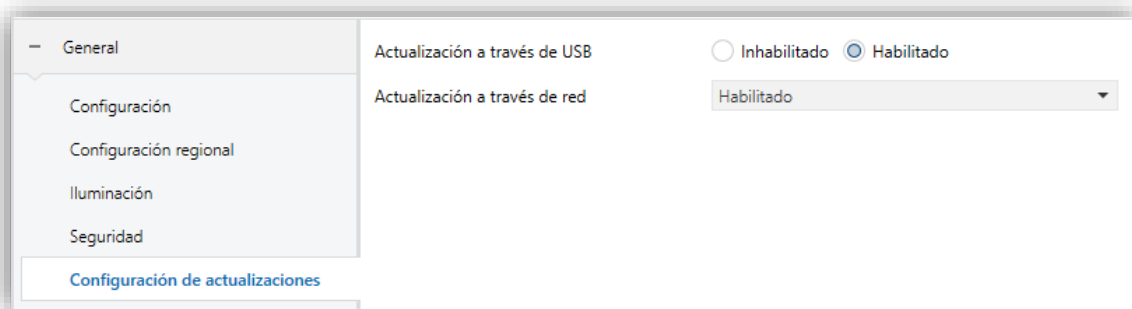 General
Configuración
Configuración regional
Iluminación
Seguridad
Configuración de actualizaciones
Actualización a través de USB Inhabilitado Habilitado
Actualización a través de red Habilitado